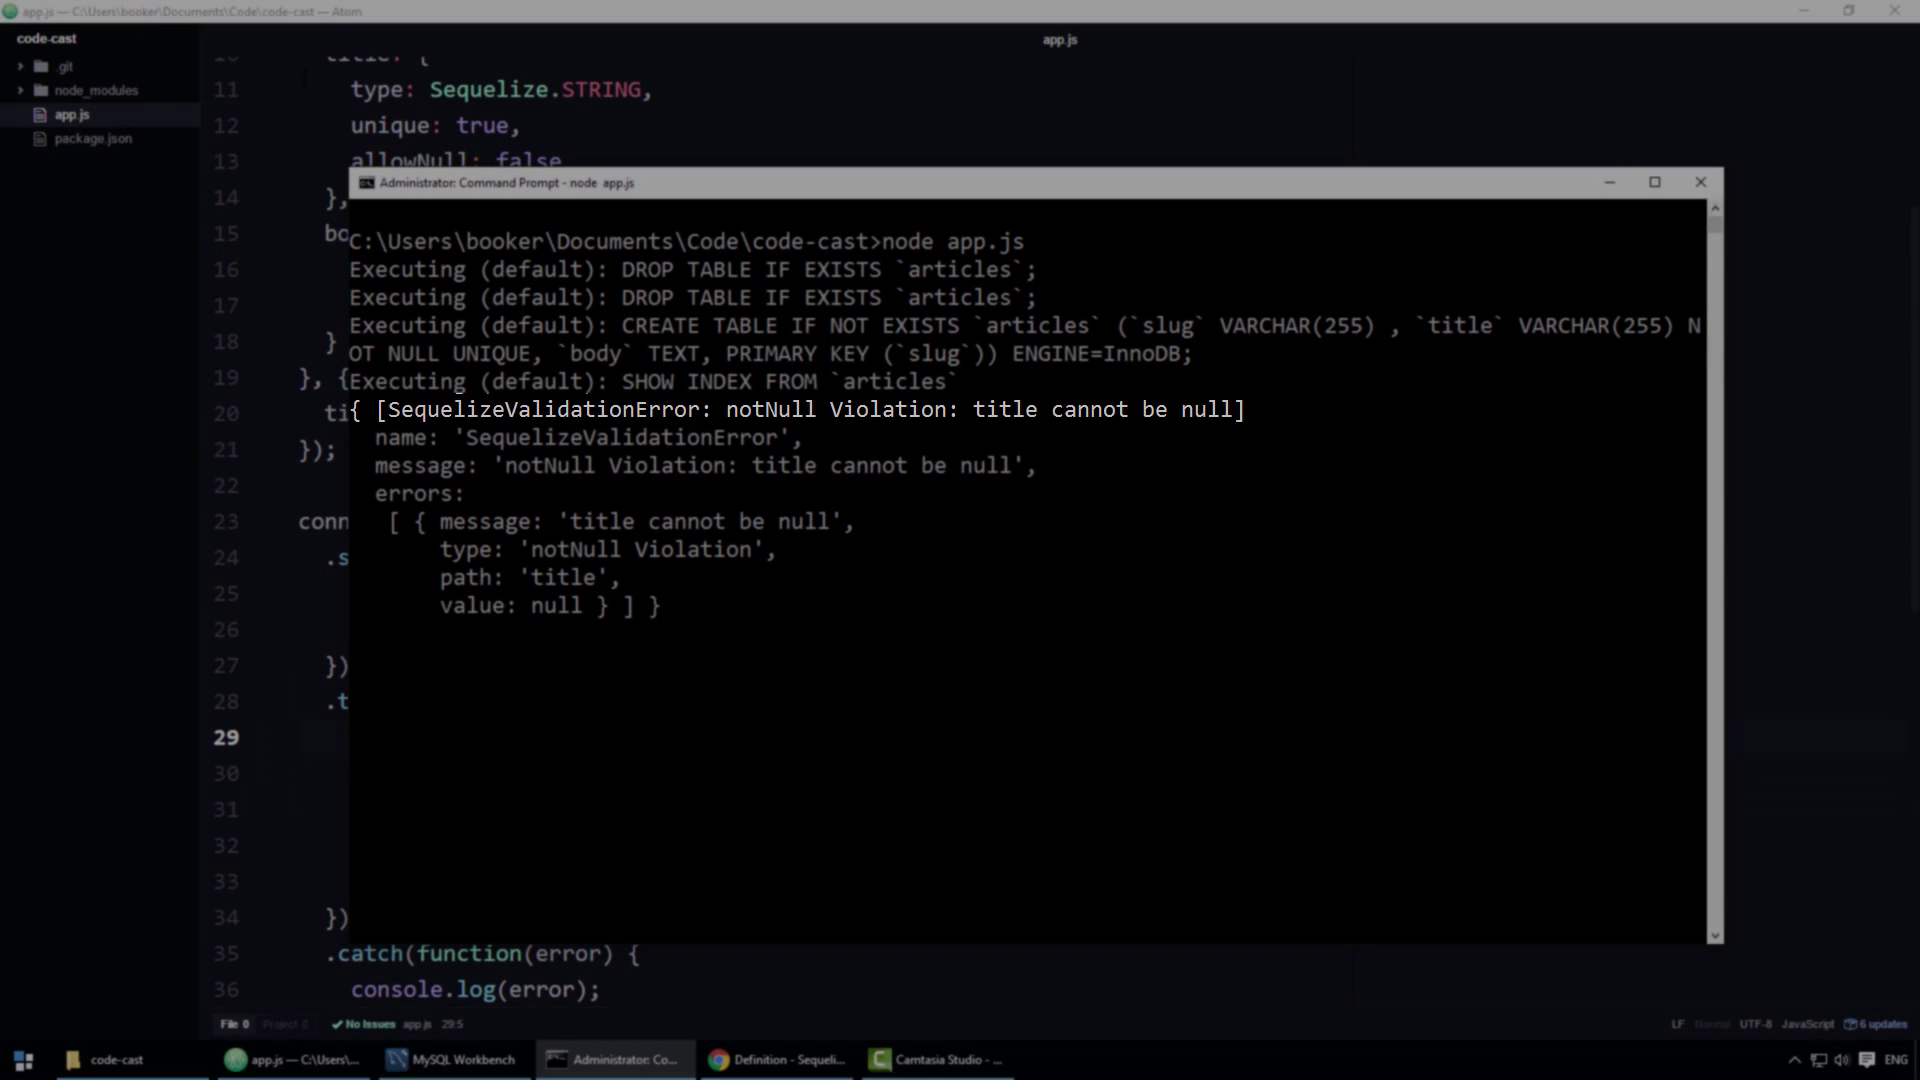 app.js — C:\Users\booker\Documents\Code\code-cast — Atom
code-cast
app.js
.git
node_modules
app.js
package.json
11 type: Sequelize.STRING,
12 unique: true,
13 allowNull: false
14 },
15 bo
16
17
18 }
19 }, {
20 ti
21 });
22
23 conn
24 .s
25
26
27 })
28 .t
29
30
31
32
33
34 })
35 .catch(function(error) {
36 console.log(error);
Administrator: Command Prompt - node app.js
C:\Users\booker\Documents\Code\code-cast>node app.js
Executing (default): DROP TABLE IF EXISTS `articles`;
Executing (default): DROP TABLE IF EXISTS `articles`;
Executing (default): CREATE TABLE IF NOT EXISTS `articles` (`slug` VARCHAR(255) , `title` VARCHAR(255) N
OT NULL UNIQUE, `body` TEXT, PRIMARY KEY (`slug`)) ENGINE=InnoDB;
Executing (default): SHOW INDEX FROM `articles`
{ [SequelizeValidationError: notNull Violation: title cannot be null]
name: 'SequelizeValidationError',
message: 'notNull Violation: title cannot be null',
errors:
[ { message: 'title cannot be null',
type: 'notNull Violation',
path: 'title',
value: null } ] }
File 0 Project 0 No Issues app.js 29:5
LF Normal UTF-8 JavaScript 6 updates
code-cast
app.js — C:\Users\...
MySQL Workbench
Administrator: Co...
Definition - Sequeli...
Camtasia Studio - ...
ENG